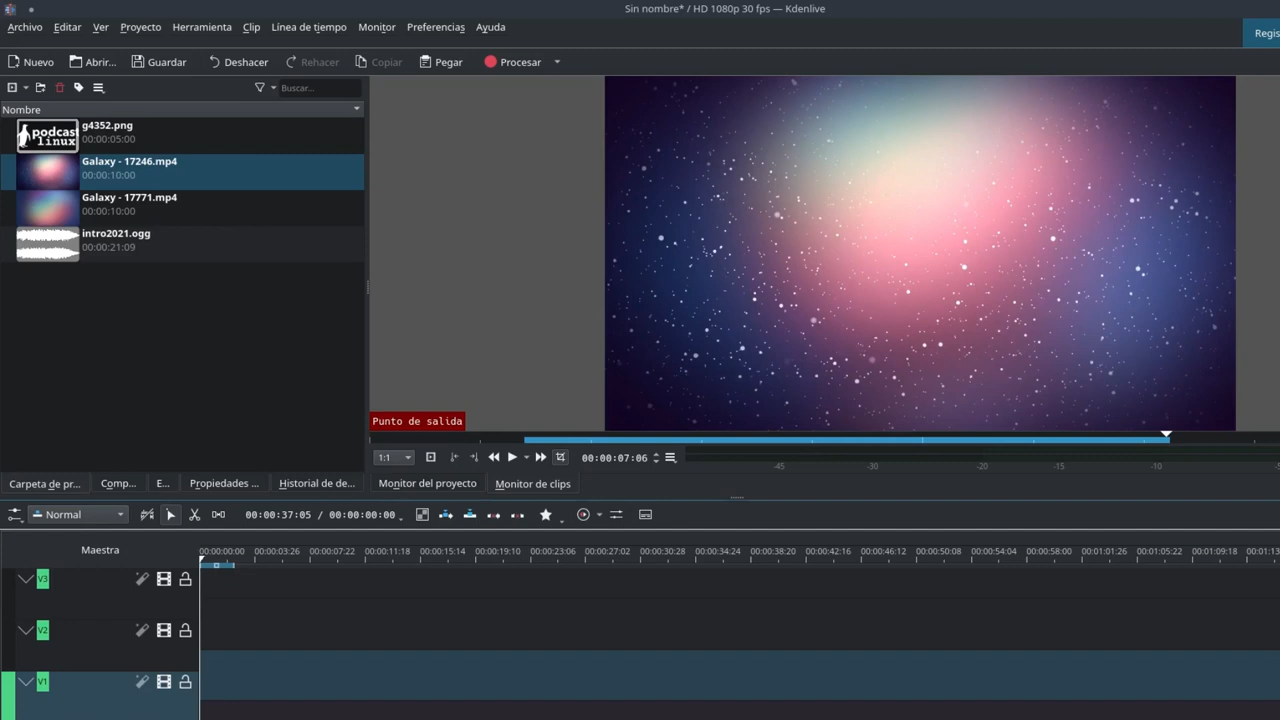 Sin nombre* / HD 1080p 30 fps — Kdenlive
Archivo Editar Ver Proyecto Herramienta Clip Línea de tiempo Monitor Preferencias Ayuda
Regis
Nuevo Abrir... Guardar Deshacer Rehacer Copiar Pegar Procesar
Buscar...
Nombre
g4352.png
00:00:05:00
podcast
linux
Galaxy - 17246.mp4
00:00:10:00
Galaxy - 17771.mp4
00:00:10:00
intro2021.ogg
00:00:21:09
Punto de salida
1:1 00:00:07:06
-45 -30 -20 -15 -10 -5
Carpeta de pr... Comp... E... Propiedades ... Historial de de... Monitor del proyecto Monitor de clips
Normal 00:00:37:05 / 00:00:00:00
Maestra
00:00:00:00 00:00:03:26 00:00:07:22 00:00:11:18 00:00:15:14 00:00:19:10 00:00:23:06 00:00:27:02 00:00:30:28 00:00:34:24 00:00:38:20 00:00:42:16 00:00:46:12 00:00:50:08 00:00:54:04 00:00:58:00 00:01:01:26 00:01:05:22 00:01:09:18 00:01:13
V3
V2
V1